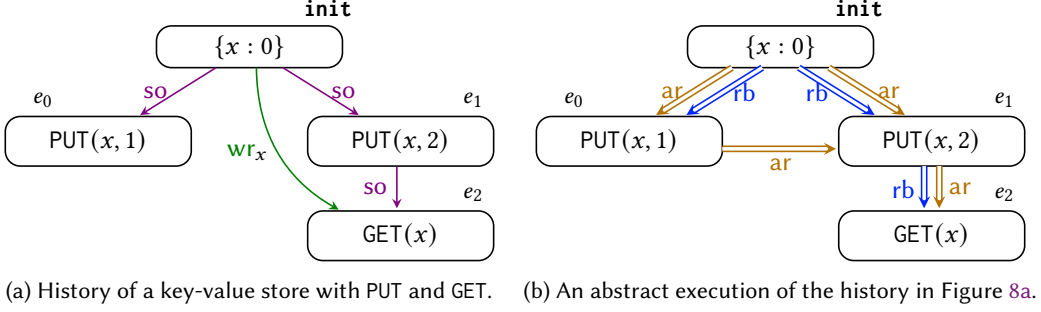 init
{x : 0}
so
so
e₀
e₁
PUT(x, 1)
PUT(x, 2)
wrₓ
so
e₂
GET(x)
(a) History of a key-value store with PUT and GET.
init
{x : 0}
ar
rb
rb
ar
e₀
e₁
PUT(x, 1)
PUT(x, 2)
ar
rb
ar
e₂
GET(x)
(b) An abstract execution of the history in Figure 8a.